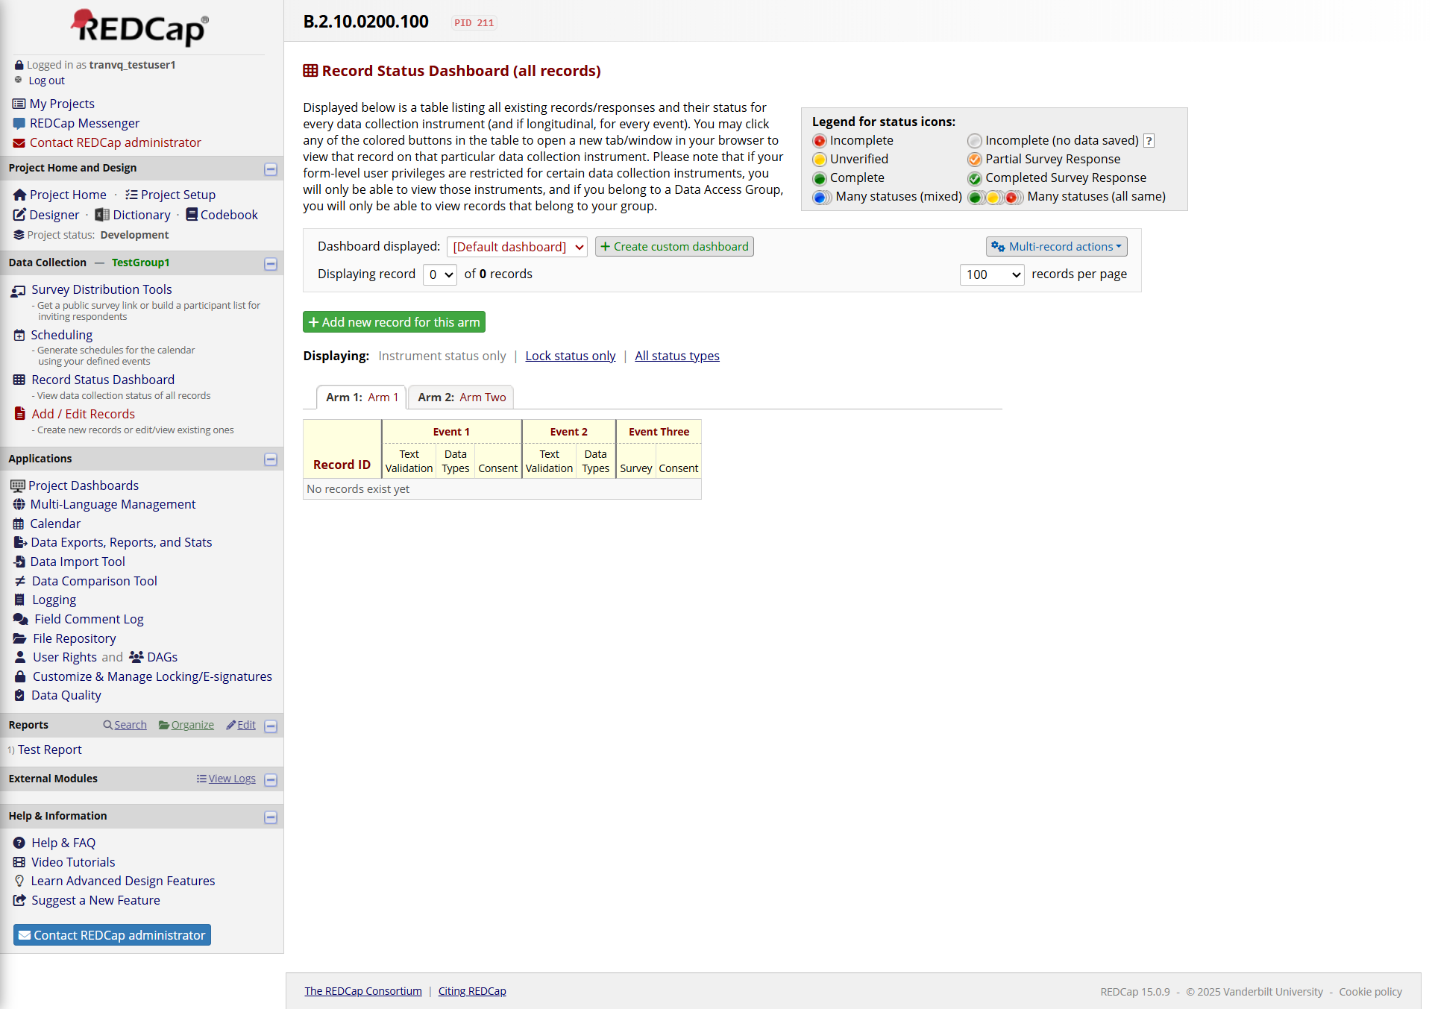 REDCap®
Logged in as tranvq_testuser1
Log out
My Projects
REDCap Messenger
Contact REDCap administrator
Project Home and Design
Project Home · Project Setup
Designer · Dictionary · Codebook
Project status: Development
Data Collection — TestGroup1
Survey Distribution Tools
- Get a public survey link or build a participant list for
inviting respondents
Scheduling
- Generate schedules for the calendar
using your defined events
Record Status Dashboard
- View data collection status of all records
Add / Edit Records
- Create new records or edit/view existing ones
Applications
Project Dashboards
Multi-Language Management
Calendar
Data Exports, Reports, and Stats
Data Import Tool
Data Comparison Tool
Logging
Field Comment Log
File Repository
User Rights and DAGs
Customize & Manage Locking/E-signatures
Data Quality
Reports Search Organize Edit
1) Test Report
External Modules View Logs
Help & Information
Help & FAQ
Video Tutorials
Learn Advanced Design Features
Suggest a New Feature
Contact REDCap administrator
B.2.10.0200.100 PID 211
Record Status Dashboard (all records)
Displayed below is a table listing all existing records/responses and their status for
every data collection instrument (and if longitudinal, for every event). You may click
any of the colored buttons in the table to open a new tab/window in your browser to
view that record on that particular data collection instrument. Please note that if your
form-level user privileges are restricted for certain data collection instruments, you
will only be able to view those instruments, and if you belong to a Data Access Group,
you will only be able to view records that belong to your group.
Legend for status icons:
Incomplete Incomplete (no data saved) ?
Unverified Partial Survey Response
Complete Completed Survey Response
Many statuses (mixed) Many statuses (all same)
Dashboard displayed: [Default dashboard] + Create custom dashboard Multi-record actions
Displaying record 0 of 0 records 100 records per page
+ Add new record for this arm
Displaying: Instrument status only | Lock status only | All status types
Arm 1: Arm 1 Arm 2: Arm Two
Event 1 Event 2 Event Three
Record ID Text Validation Data Types Consent Text Validation Data Types Survey Consent
No records exist yet
The REDCap Consortium | Citing REDCap
REDCap 15.0.9 - © 2025 Vanderbilt University - Cookie policy